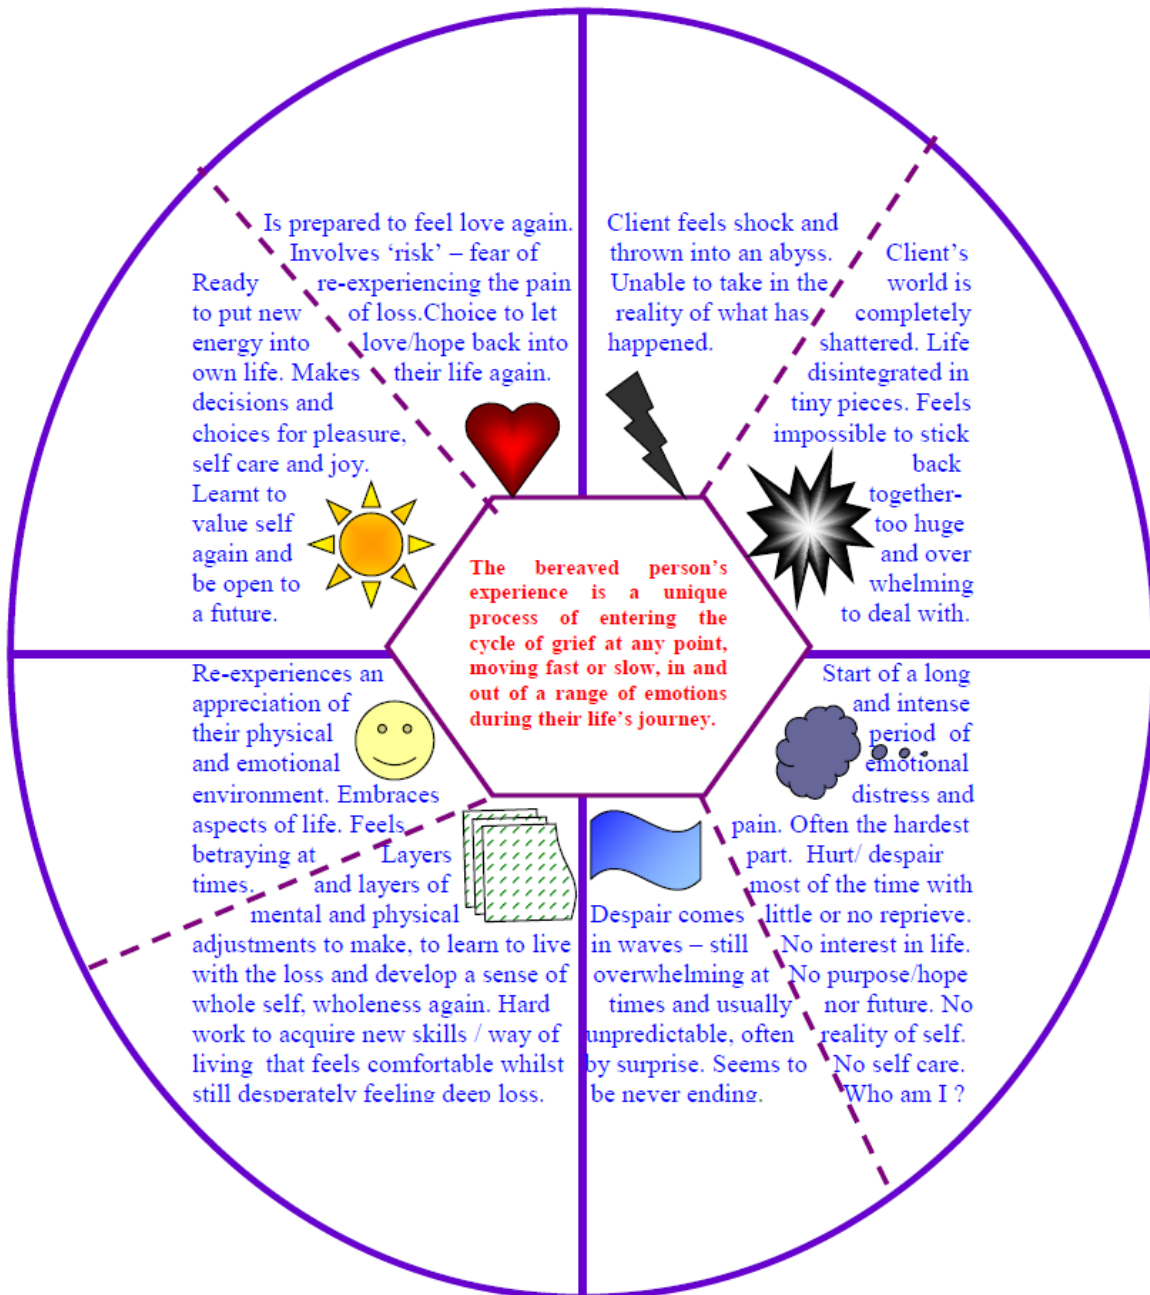 Client feels shock and
thrown into an abyss.
Unable to take in the
reality of what has
happened.
Client's
world is
completely
shattered. Life
disintegrated in
tiny pieces. Feels
impossible to stick
back
together-
too huge
and over
whelming
to deal with.
Start of a long
and intense
period of
emotional
distress and
pain. Often the hardest
part. Hurt/ despair
most of the time with
little or no reprieve.
No interest in life.
No purpose/hope
nor future. No
reality of self.
No self care.
Who am I ?
Despair comes
in waves – still
overwhelming at
times and usually
unpredictable, often
by surprise. Seems to
be never ending.
Layers
and layers of
mental and physical
adjustments to make, to learn to live
with the loss and develop a sense of
whole self, wholeness again. Hard
work to acquire new skills / way of
living that feels comfortable whilst
still desperately feeling deep loss.
Re-experiences an
appreciation of
their physical
and emotional
environment. Embraces
aspects of life. Feels
betraying at
times.
Ready
to put new
energy into
own life. Makes
decisions and
choices for pleasure,
self care and joy.
Learnt to
value self
again and
be open to
a future.
Is prepared to feel love again.
Involves ‘risk’ – fear of
re-experiencing the pain
of loss.Choice to let
love/hope back into
their life again.
The bereaved person's
experience is a unique
process of entering the
cycle of grief at any point,
moving fast or slow, in and
out of a range of emotions
during their life's journey.